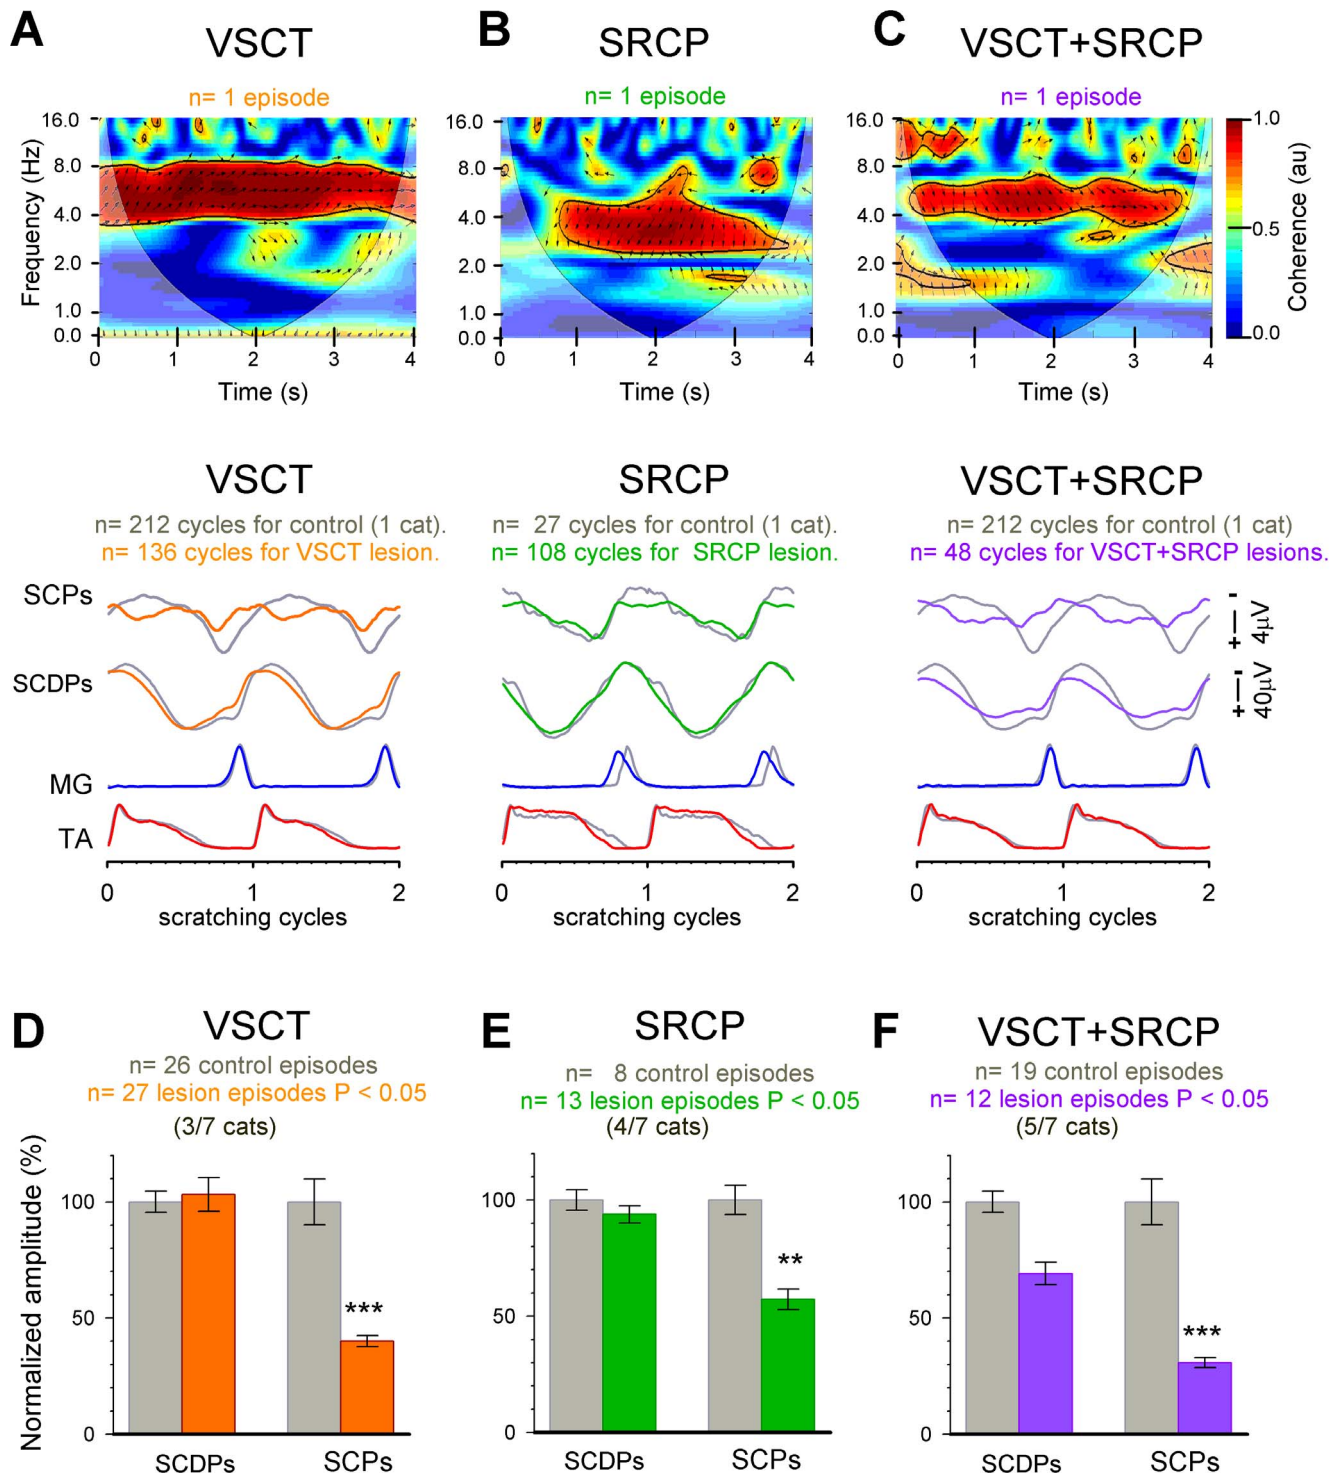 A
VSCT
n= 1 episode
B
SRCP
n= 1 episode
C
VSCT+SRCP
n= 1 episode
Frequency (Hz)
16.0
8.0
4.0
2.0
1.0
0.0
0 1 2 3 4
Time (s)
16.0
8.0
4.0
2.0
1.0
0.0
0 1 2 3 4
Time (s)
16.0
8.0
4.0
2.0
1.0
0.0
0 1 2 3 4
Time (s)
1.0
0.5
0.0
Coherence (au)
VSCT
n= 212 cycles for control (1 cat).
n= 136 cycles for VSCT lesion.
SRCP
n= 27 cycles for control (1 cat).
n= 108 cycles for SRCP lesion.
VSCT+SRCP
n= 212 cycles for control (1 cat)
n= 48 cycles for VSCT+SRCP lesions.
SCPs
SCDPs
MG
TA
- + 4µV
- + 40µV
0 1 2
scratching cycles
0 1 2
scratching cycles
0 1 2
scratching cycles
D
VSCT
n= 26 control episodes
n= 27 lesion episodes P < 0.05
(3/7 cats)
E
SRCP
n= 8 control episodes
n= 13 lesion episodes P < 0.05
(4/7 cats)
F
VSCT+SRCP
n= 19 control episodes
n= 12 lesion episodes P < 0.05
(5/7 cats)
Normalized amplitude (%)
100
50
0
***
SCDPs SCPs
100
50
0
**
SCDPs SCPs
100
50
0
***
SCDPs SCPs